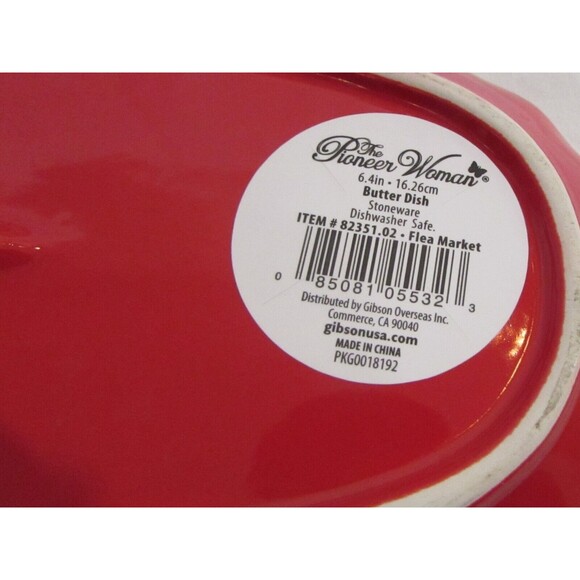 The
Pioneer Woman®
6.4in • 16.26cm
Butter Dish
Stoneware
Dishwasher Safe.
ITEM # 82351.02 • Flea Market
0 85081 05532 3
Distributed by Gibson Overseas Inc.
Commerce, CA 90040
gibsonusa.com
MADE IN CHINA
PKG0018192